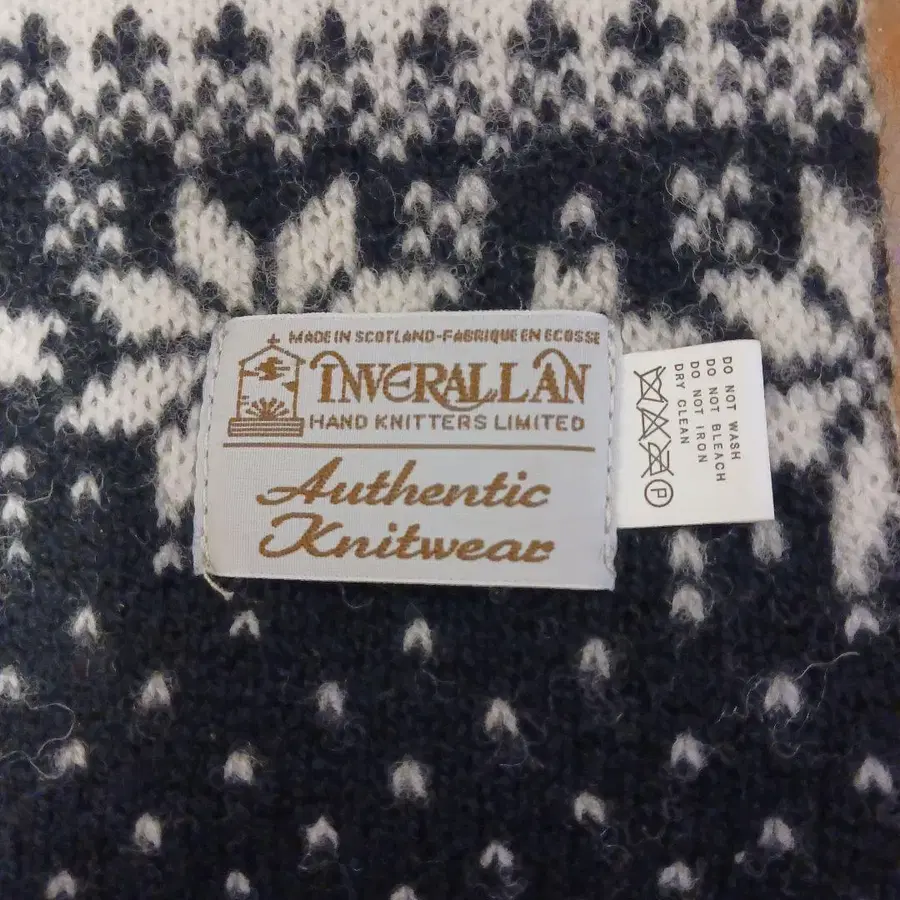 MADE IN SCOTLAND-FABRIQUE EN ECOSSE
INVERALLAN
HAND KNITTERS LIMITED
Authentic
Knitwear
DO NOT WASH
DO NOT BLEACH
DO NOT IRON
DRY CLEAN
P